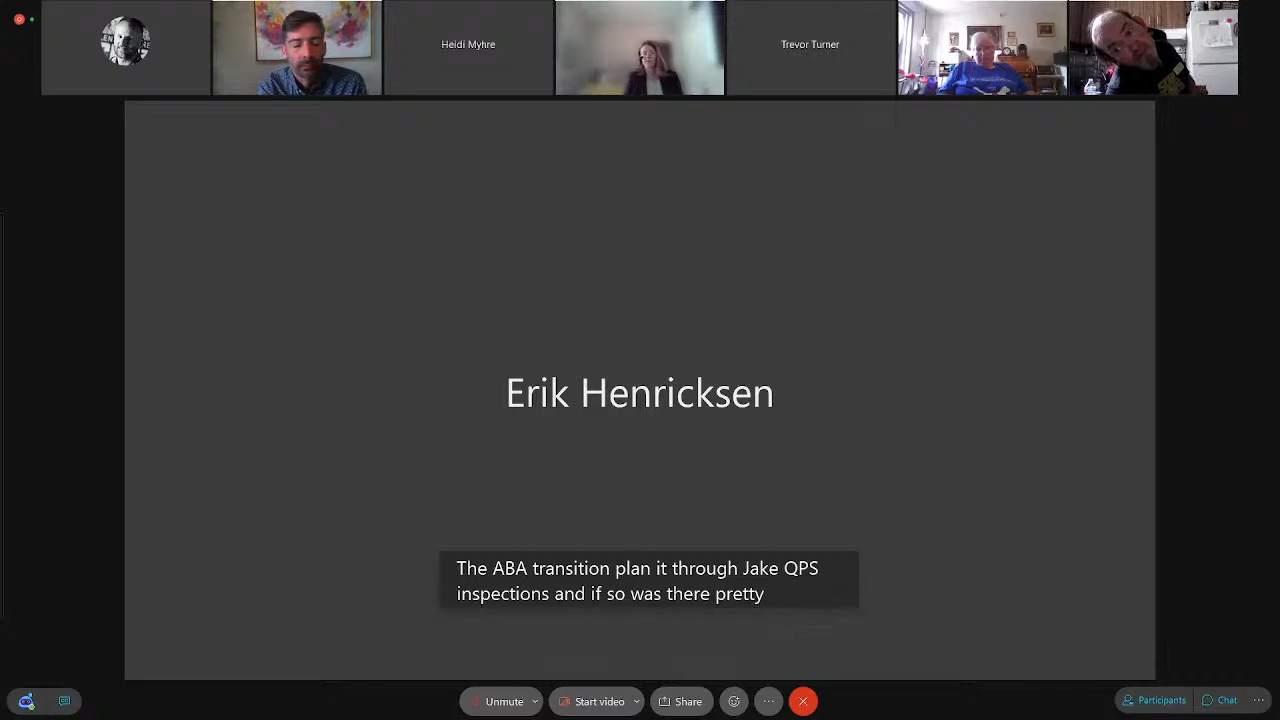 Heidi Myhre
Trevor Turner
Erik Henricksen
The ABA transition plan it through Jake QPS
inspections and if so was there pretty
Unmute
Start video
Share
Participants
Chat